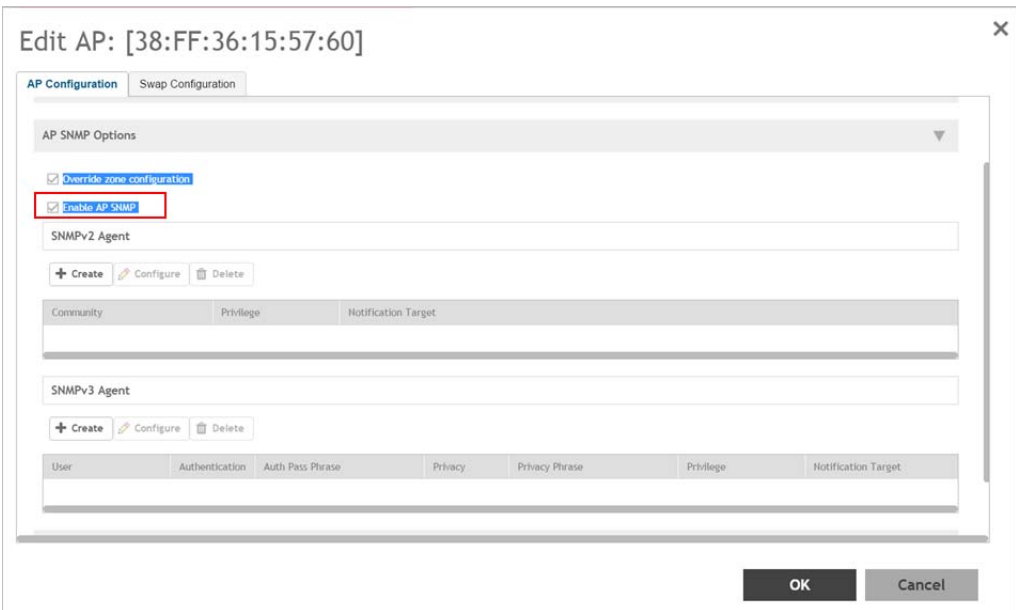 Edit AP: [38:FF:36:15:57:60]
AP Configuration Swap Configuration
AP SNMP Options
Override zone configuration
Enable AP SNMP
SNMPv2 Agent
Create Configure Delete
Community Privilege Notification Target
SNMPv3 Agent
Create Configure Delete
User Authentication Auth Pass Phrase Privacy Privacy Phrase Privilege Notification Target
OK Cancel